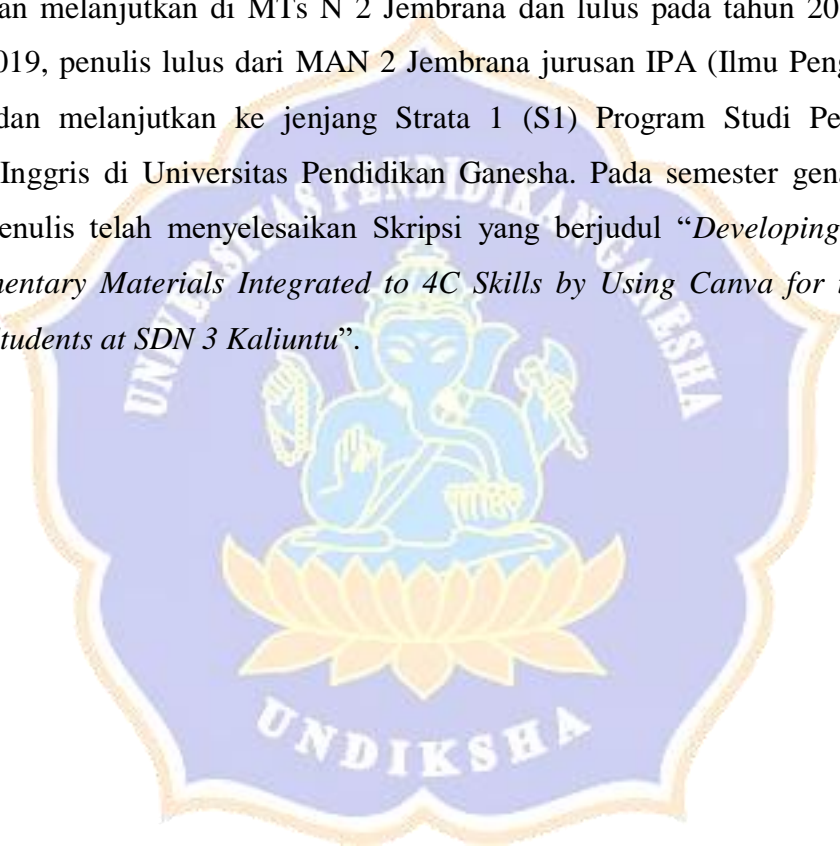 an melanjutkan di MTs N 2 Jembrana dan lulus pada tahun 20
019, penulis lulus dari MAN 2 Jembrana jurusan IPA (Ilmu Peng
dan melanjutkan ke jenjang Strata 1 (S1) Program Studi Pe
Inggris di Universitas Pendidikan Ganesha. Pada semester gen
enulis telah menyelesaikan Skripsi yang berjudul “Developing
mentary Materials Integrated to 4C Skills by Using Canva for
tudents at SDN 3 Kaliuntu”.
UNIVERSITAS PENDIDIKAN GANESHA
UNDIKSHA